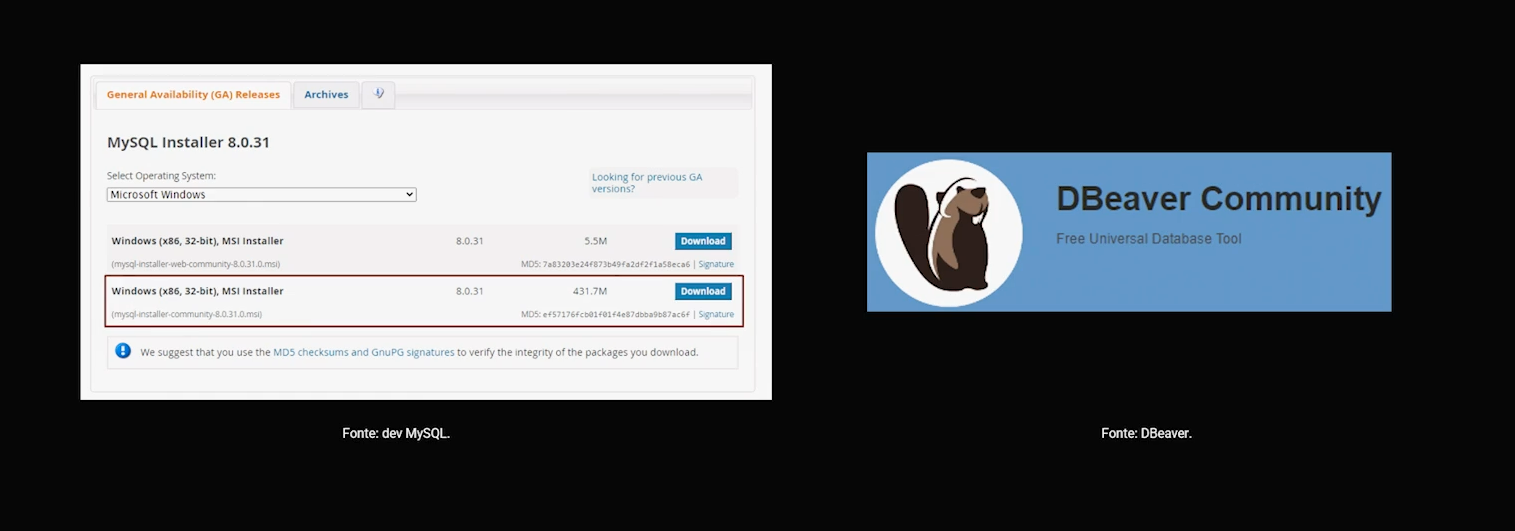 General Availability (GA) Releases
Archives
MySQL Installer 8.0.31
Select Operating System:
Microsoft Windows
Looking for previous GA
versions?
Windows (x86, 32-bit), MSI Installer 8.0.31 5.5M Download
(mysql-installer-web-community-8.0.31.0.msi) MD5: 7a83203e24f873b49fa2df2f1a58eca6 | Signature
Windows (x86, 32-bit), MSI Installer 8.0.31 431.7M Download
(mysql-installer-community-8.0.31.0.msi) MD5: ef57176fcb01f01f4e87dbba9b87ac6f | Signature
We suggest that you use the MD5 checksums and GnuPG signatures to verify the integrity of the packages you download.
Fonte: dev MySQL.
DBeaver Community
Free Universal Database Tool
Fonte: DBeaver.